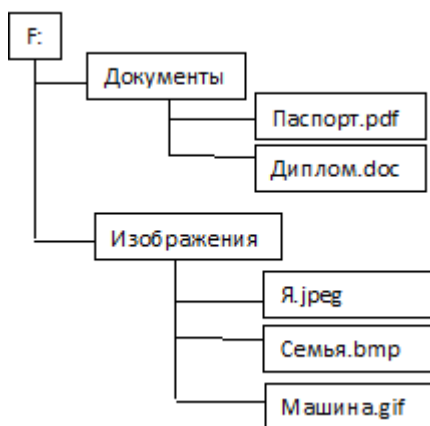 F:
Документы
Паспорт.pdf
Диплом.doc
Изображения
Я.jpeg
Семья.bmp
Машина.gif